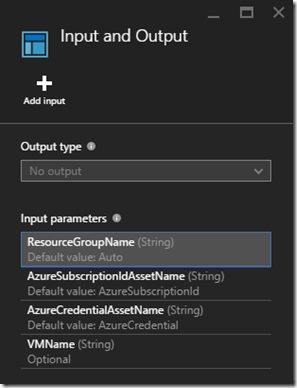 Input and Output
Add input
Output type
No output
Input parameters
ResourceGroupName (String)
Default value: Auto
AzureSubscriptionIdAssetName (String)
Default value: AzureSubscriptionId
AzureCredentialAssetName (String)
Default value: AzureCredential
VMName (String)
Optional